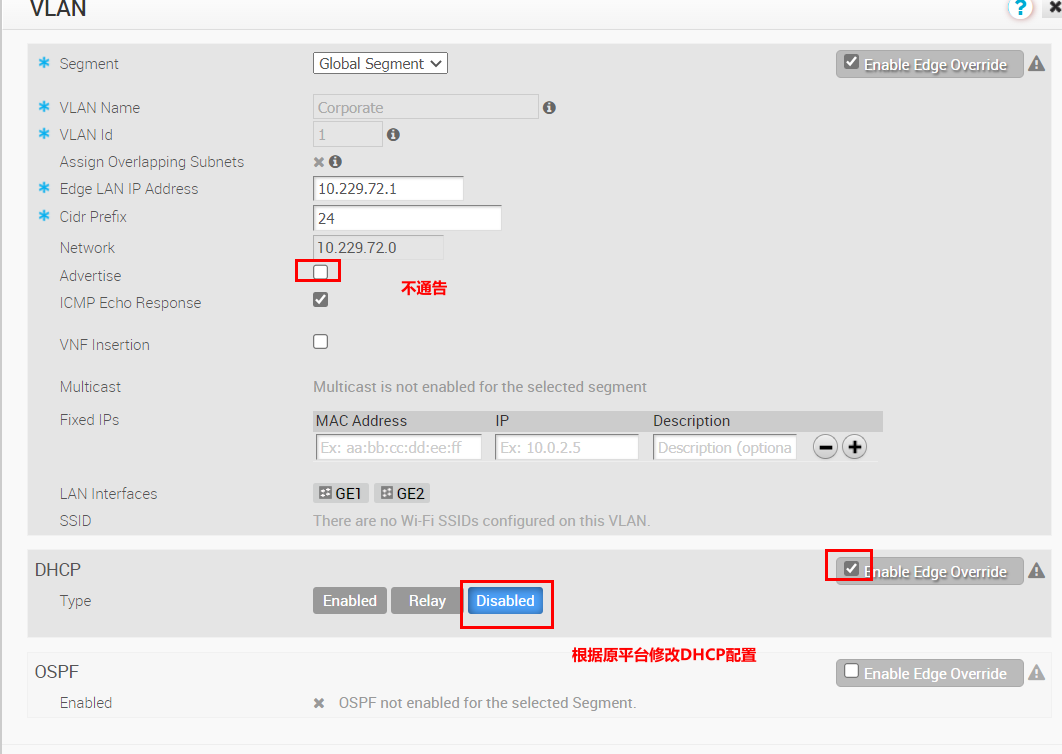 VLAN
?
Segment
Global Segment
Enable Edge Override
VLAN Name
Corporate
VLAN Id
1
Assign Overlapping Subnets
Edge LAN IP Address
10.229.72.1
Cidr Prefix
24
Network
10.229.72.0
Advertise
不通告
ICMP Echo Response
VNF Insertion
Multicast
Multicast is not enabled for the selected segment
Fixed IPs
MAC Address IP Description
Ex: aa:bb:cc:dd:ee:ff Ex: 10.0.2.5 Description (optiona
LAN Interfaces
GE1 GE2
SSID
There are no Wi-Fi SSIDs configured on this VLAN.
DHCP
Enable Edge Override
Type
Enabled Relay Disabled
根据原平台修改DHCP配置
OSPF
Enable Edge Override
Enabled
OSPF not enabled for the selected Segment.